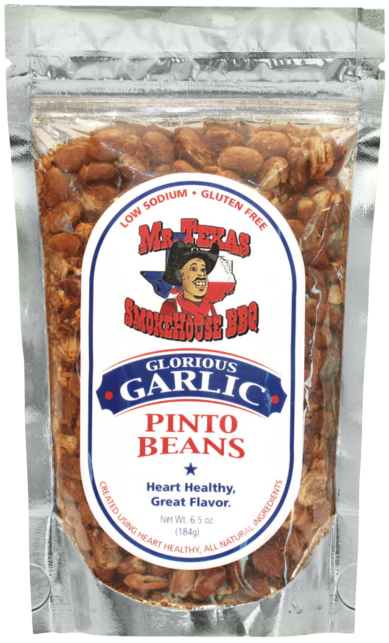 LOW SODIUM • GLUTEN FREE
MR. TEXAS
SMOKEHOUSE BBQ
GLORIOUS
GARLIC
PINTO
BEANS
Heart Healthy,
Great Flavor.
Net Wt. 6.5 oz.
(184g)
CREATED USING HEART HEALTHY, ALL NATURAL INGREDIENTS